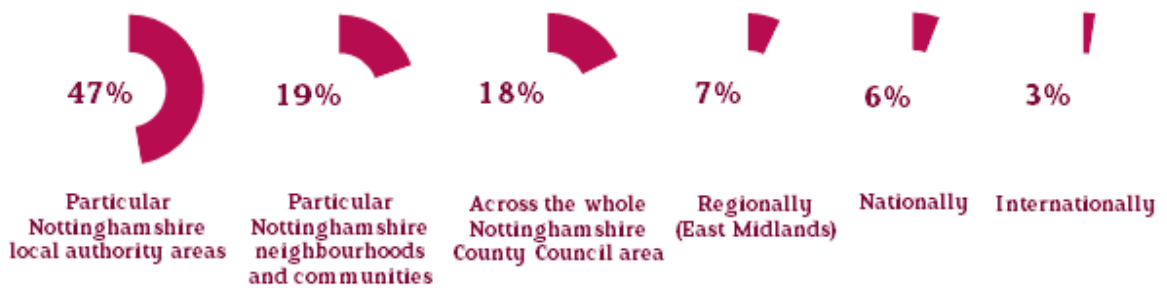 47%
19%
18%
7%
6%
3%
Particular
Nottinghamshire
local authority areas
Particular
Nottinghamshire
neighbourhoods
and communities
Across the whole
Nottinghamshire
County Council area
Regionally
(East Midlands)
Nationally
Internationally